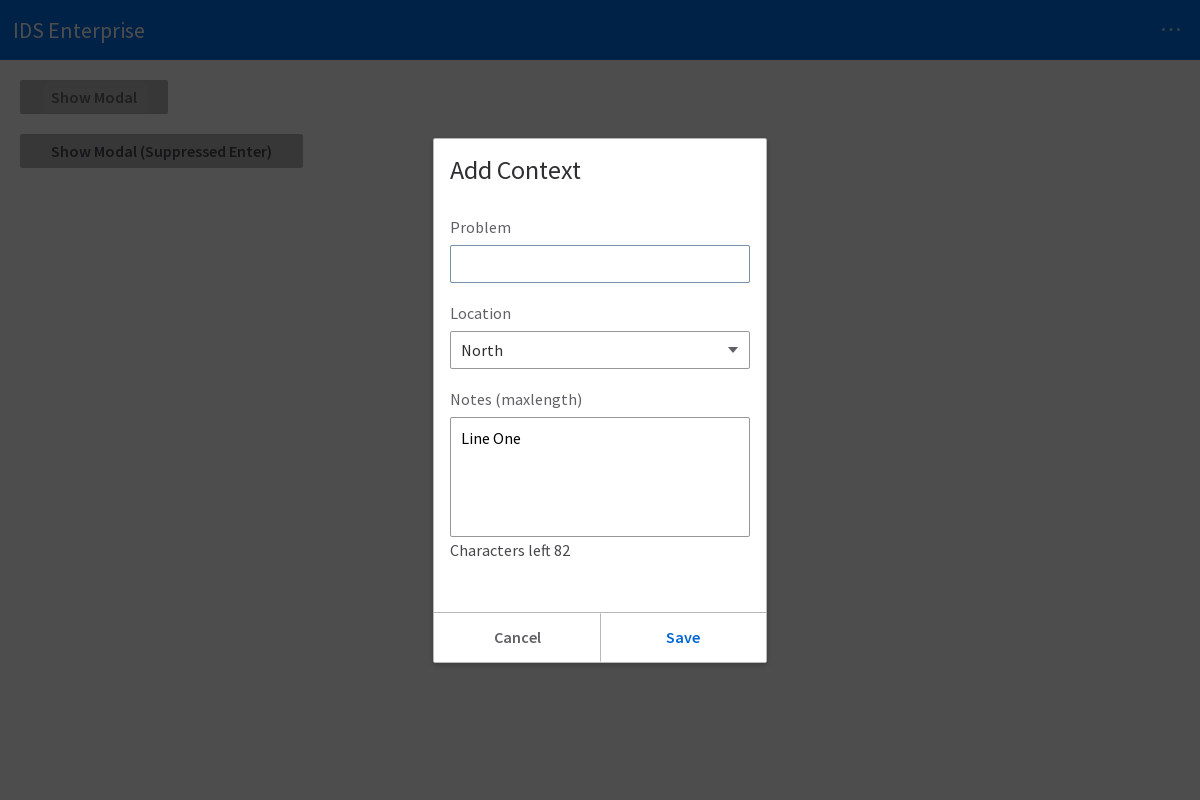 IDS Enterprise
Show Modal
Show Modal (Suppressed Enter)
Add Context
Problem
Location
North
Notes (maxlength)
Line One
Characters left 82
Cancel
Save